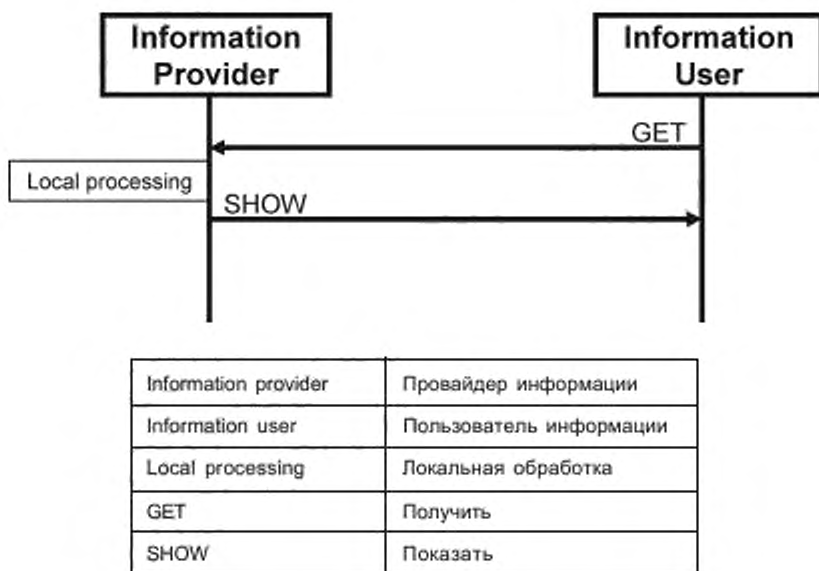 Information
Provider
Information
User
GET
Local processing
SHOW
Information provider Провайдер информации
Information user Пользователь информации
Local processing Локальная обработка
GET Получить
SHOW Показать